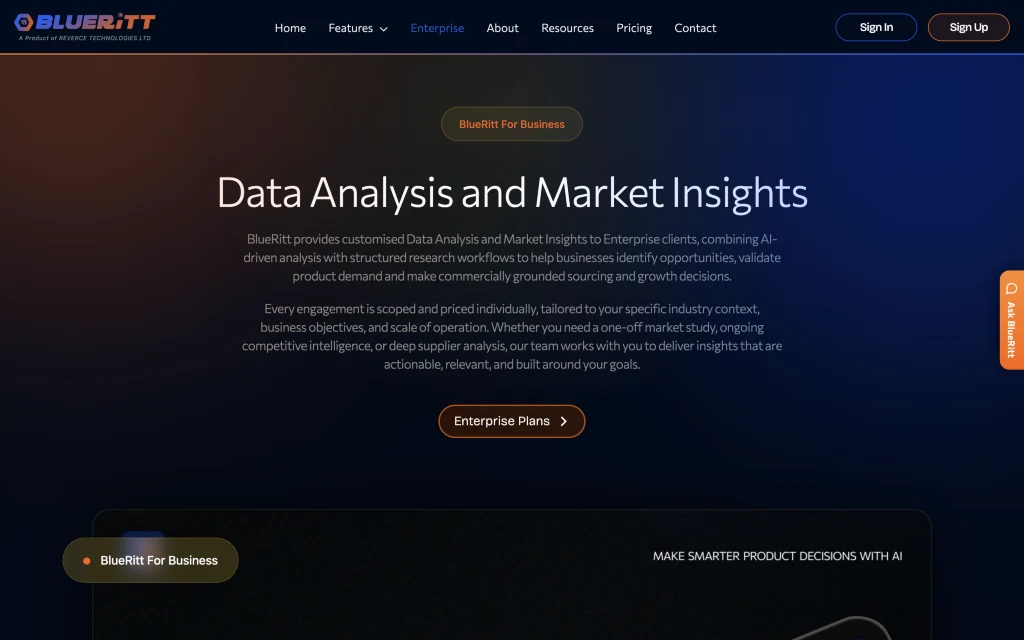 BLUERiTT
A Product of REVERCE TECHNOLOGIES LTD
Home
Features
Enterprise
About
Resources
Pricing
Contact
Sign In
Sign Up
BlueRitt For Business
Data Analysis and Market Insights
BlueRitt provides customised Data Analysis and Market Insights to Enterprise clients, combining AI-
driven analysis with structured research workflows to help businesses identify opportunities, validate
product demand and make commercially grounded sourcing and growth decisions.
Every engagement is scoped and priced individually, tailored to your specific industry context,
business objectives, and scale of operation. Whether you need a one-off market study, ongoing
competitive intelligence, or deep supplier analysis, our team works with you to deliver insights that are
actionable, relevant, and built around your goals.
Ask BlueRitt
Enterprise Plans
BlueRitt For Business
MAKE SMARTER PRODUCT DECISIONS WITH AI